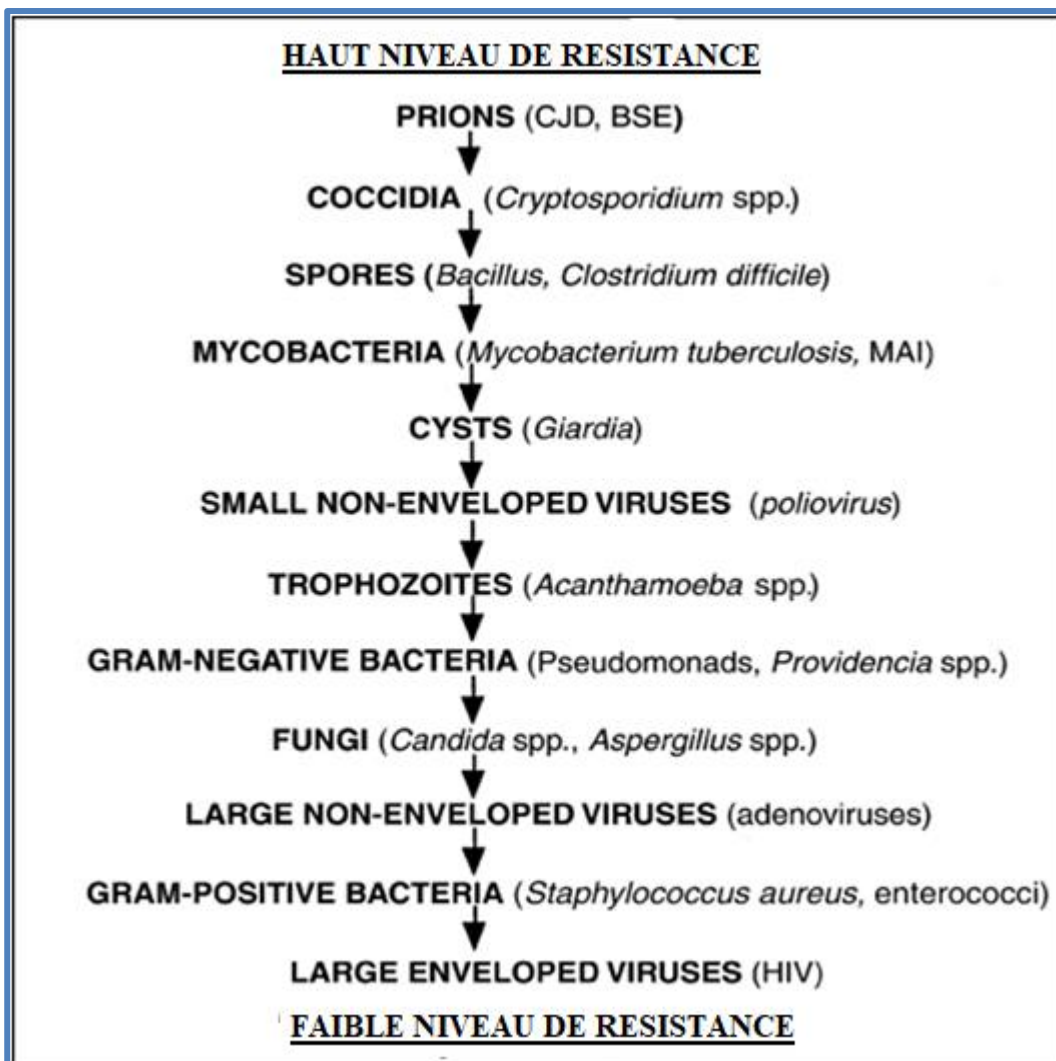 HAUT NIVEAU DE RESISTANCE
PRIONS (CJD, BSE)
COCCIDIA (Cryptosporidium spp.)
SPORES (Bacillus, Clostridium difficile)
MYCOBACTERIA (Mycobacterium tuberculosis, MAI)
CYSTS (Giardia)
SMALL NON-ENVELOPED VIRUSES (poliovirus)
TROPHOZOITES (Acanthamoeba spp.)
GRAM-NEGATIVE BACTERIA (Pseudomonads, Providencia spp.)
FUNGI (Candida spp., Aspergillus spp.)
LARGE NON-ENVELOPED VIRUSES (adenoviruses)
GRAM-POSITIVE BACTERIA (Staphylococcus aureus, enterococci)
LARGE ENVELOPED VIRUSES (HIV)
FAIBLE NIVEAU DE RESISTANCE